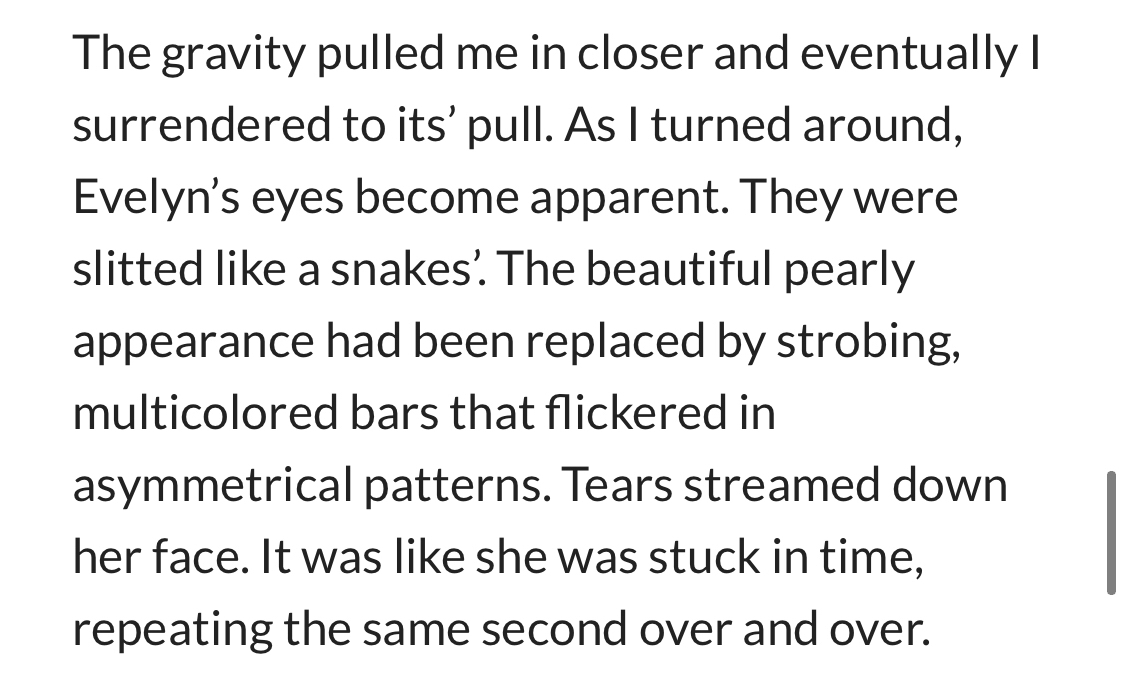 The gravity pulled me in closer and eventually I
surrendered to its’ pull. As I turned around,
Evelyn’s eyes become apparent. They were
slitted like a snakes’. The beautiful pearly
appearance had been replaced by strobing,
multicolored bars that flickered in
asymmetrical patterns. Tears streamed down
her face. It was like she was stuck in time,
repeating the same second over and over.